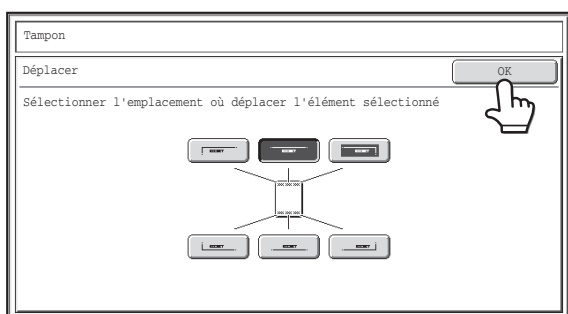 Tampon
Déplacer
OK
Sélectionner l'emplacement où déplacer l'élément sélectionné